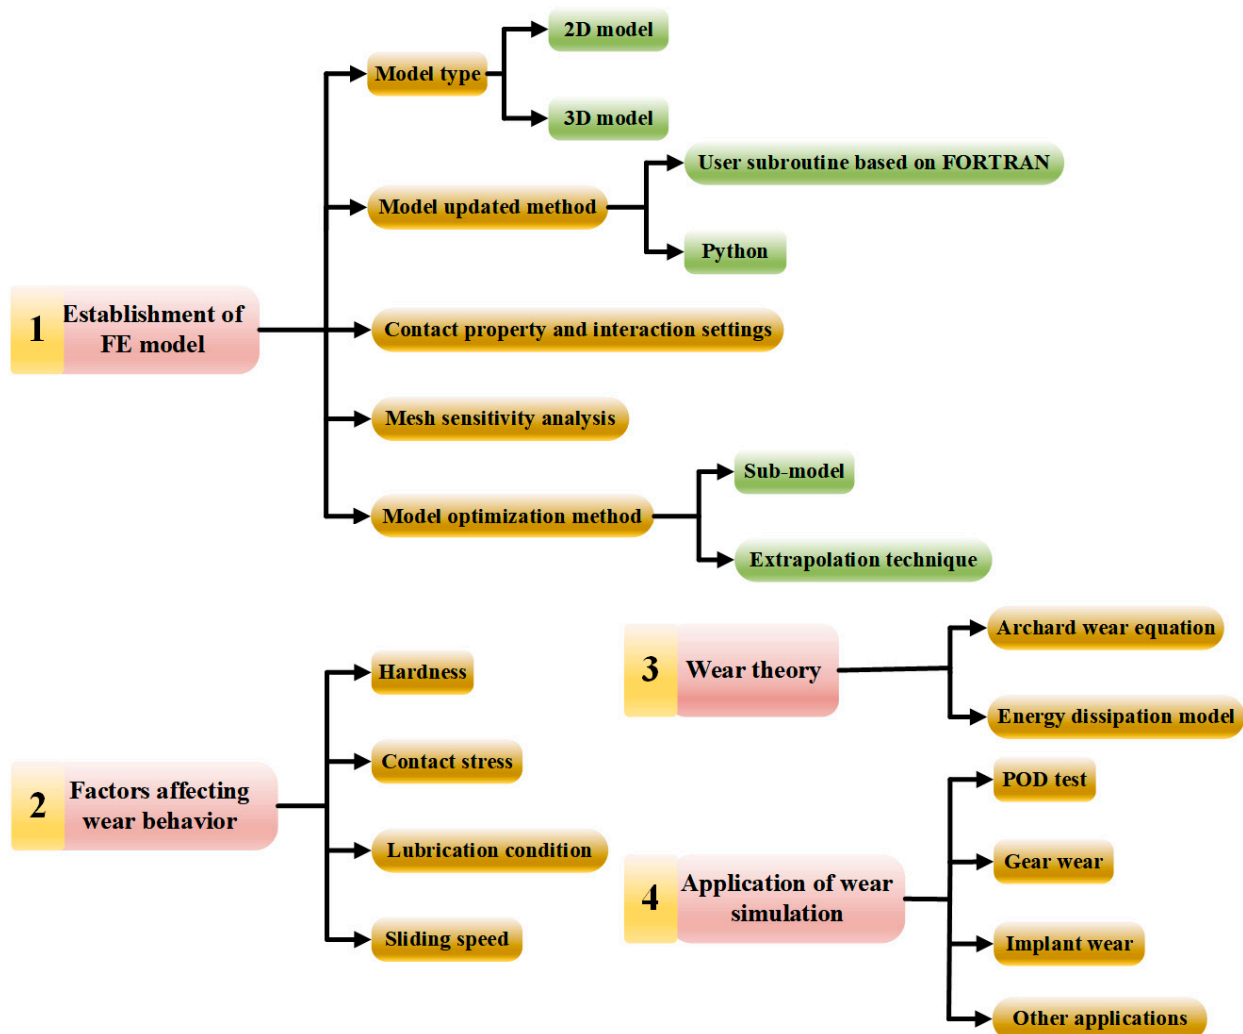 1
Establishment of
FE model
Model type
2D model
3D model
Model updated method
User subroutine based on FORTRAN
Python
Contact property and interaction settings
Mesh sensitivity analysis
Model optimization method
Sub-model
Extrapolation technique
2
Factors affecting
wear behavior
Hardness
Contact stress
Lubrication condition
Sliding speed
3
Wear theory
Archard wear equation
Energy dissipation model
4
Application of wear
simulation
POD test
Gear wear
Implant wear
Other applications